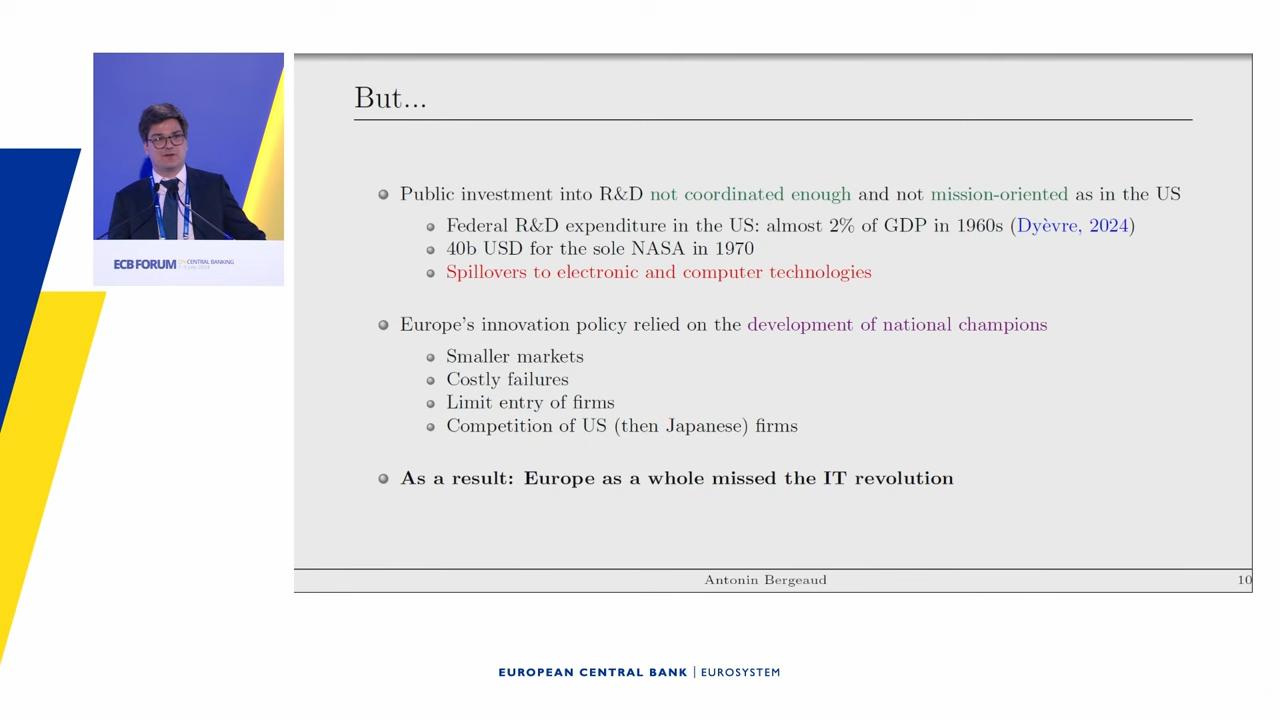 But...
Public investment into R&D not coordinated enough and not mission-oriented as in the US
Federal R&D expenditure in the US: almost 2% of GDP in 1960s (Dyèvre, 2024)
40b USD for the sole NASA in 1970
Spillovers to electronic and computer technologies
Europe's innovation policy relied on the development of national champions
Smaller markets
Costly failures
Limit entry of firms
Competition of US (then Japanese) firms
As a result: Europe as a whole missed the IT revolution
Antonin Bergeaud
10
ECB FORUM
CENTRAL BANKING
EUROPEAN CENTRAL BANK | EUROSYSTEM